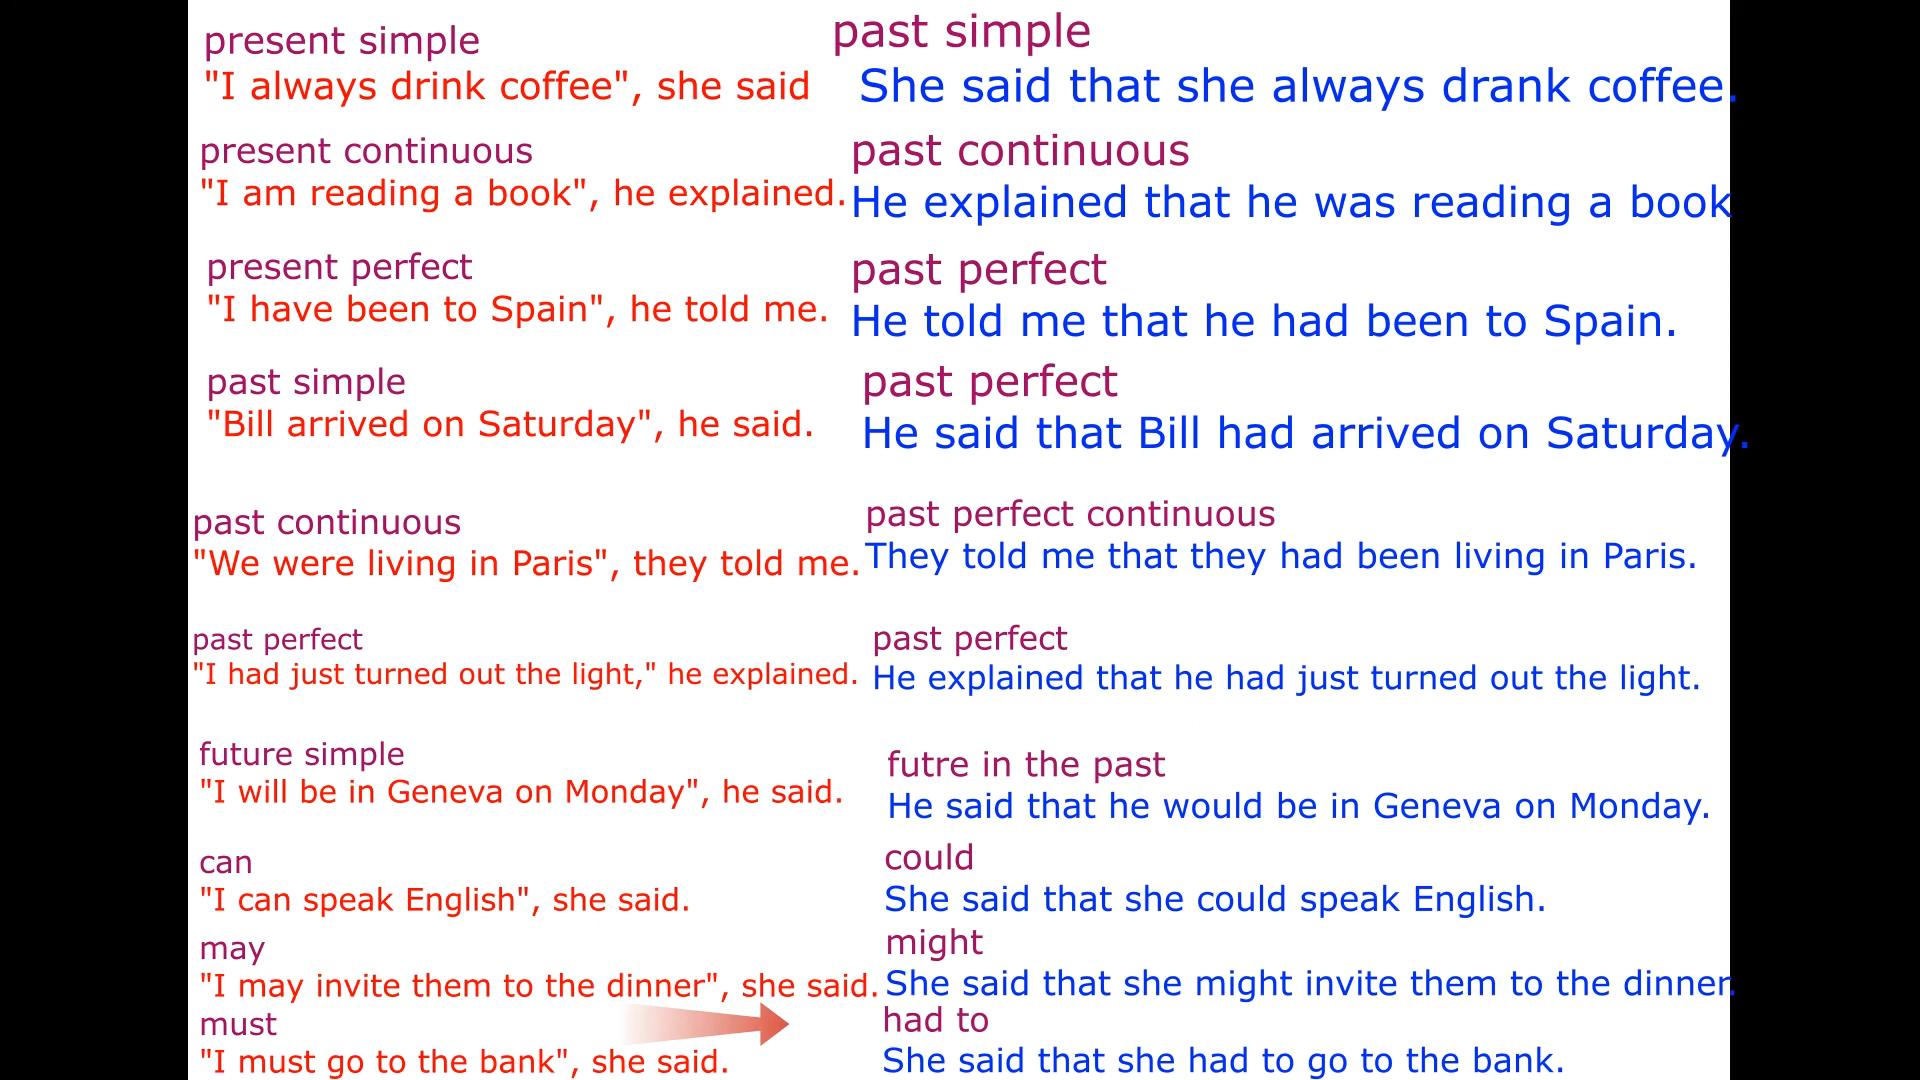 present simple
"I always drink coffee", she said
past simple
She said that she always drank coffee.
present continuous
"I am reading a book", he explained.
past continuous
He explained that he was reading a book
present perfect
"I have been to Spain", he told me.
past perfect
He told me that he had been to Spain.
past simple
"Bill arrived on Saturday", he said.
past perfect
He said that Bill had arrived on Saturday.
past continuous
"We were living in Paris", they told me.
past perfect continuous
They told me that they had been living in Paris.
past perfect
"I had just turned out the light," he explained.
past perfect
He explained that he had just turned out the light.
future simple
"I will be in Geneva on Monday", he said.
futre in the past
He said that he would be in Geneva on Monday.
can
"I can speak English", she said.
could
She said that she could speak English.
may
"I may invite them to the dinner", she said.
might
She said that she might invite them to the dinner.
must
"I must go to the bank", she said.
had to
She said that she had to go to the bank.